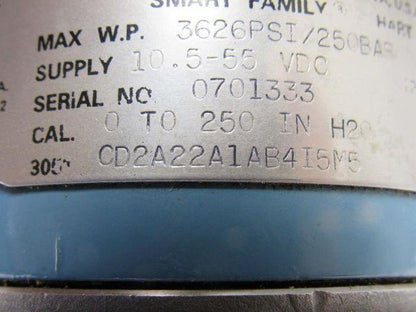 SMART FAMILY ®
HART
MAX W.P. 3626PSI/250BAR
SUPPLY 10.5-55 VDC
SERIAL NO. 0701333
CAL. 0 TO 250 IN H2O
CD2A22A1AB4I5M5